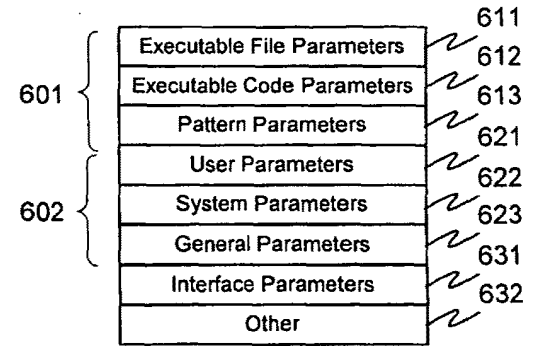 611
Executable File Parameters
612
Executable Code Parameters
601
613
Pattern Parameters
621
User Parameters
622
602
System Parameters
623
General Parameters
631
Interface Parameters
632
Other